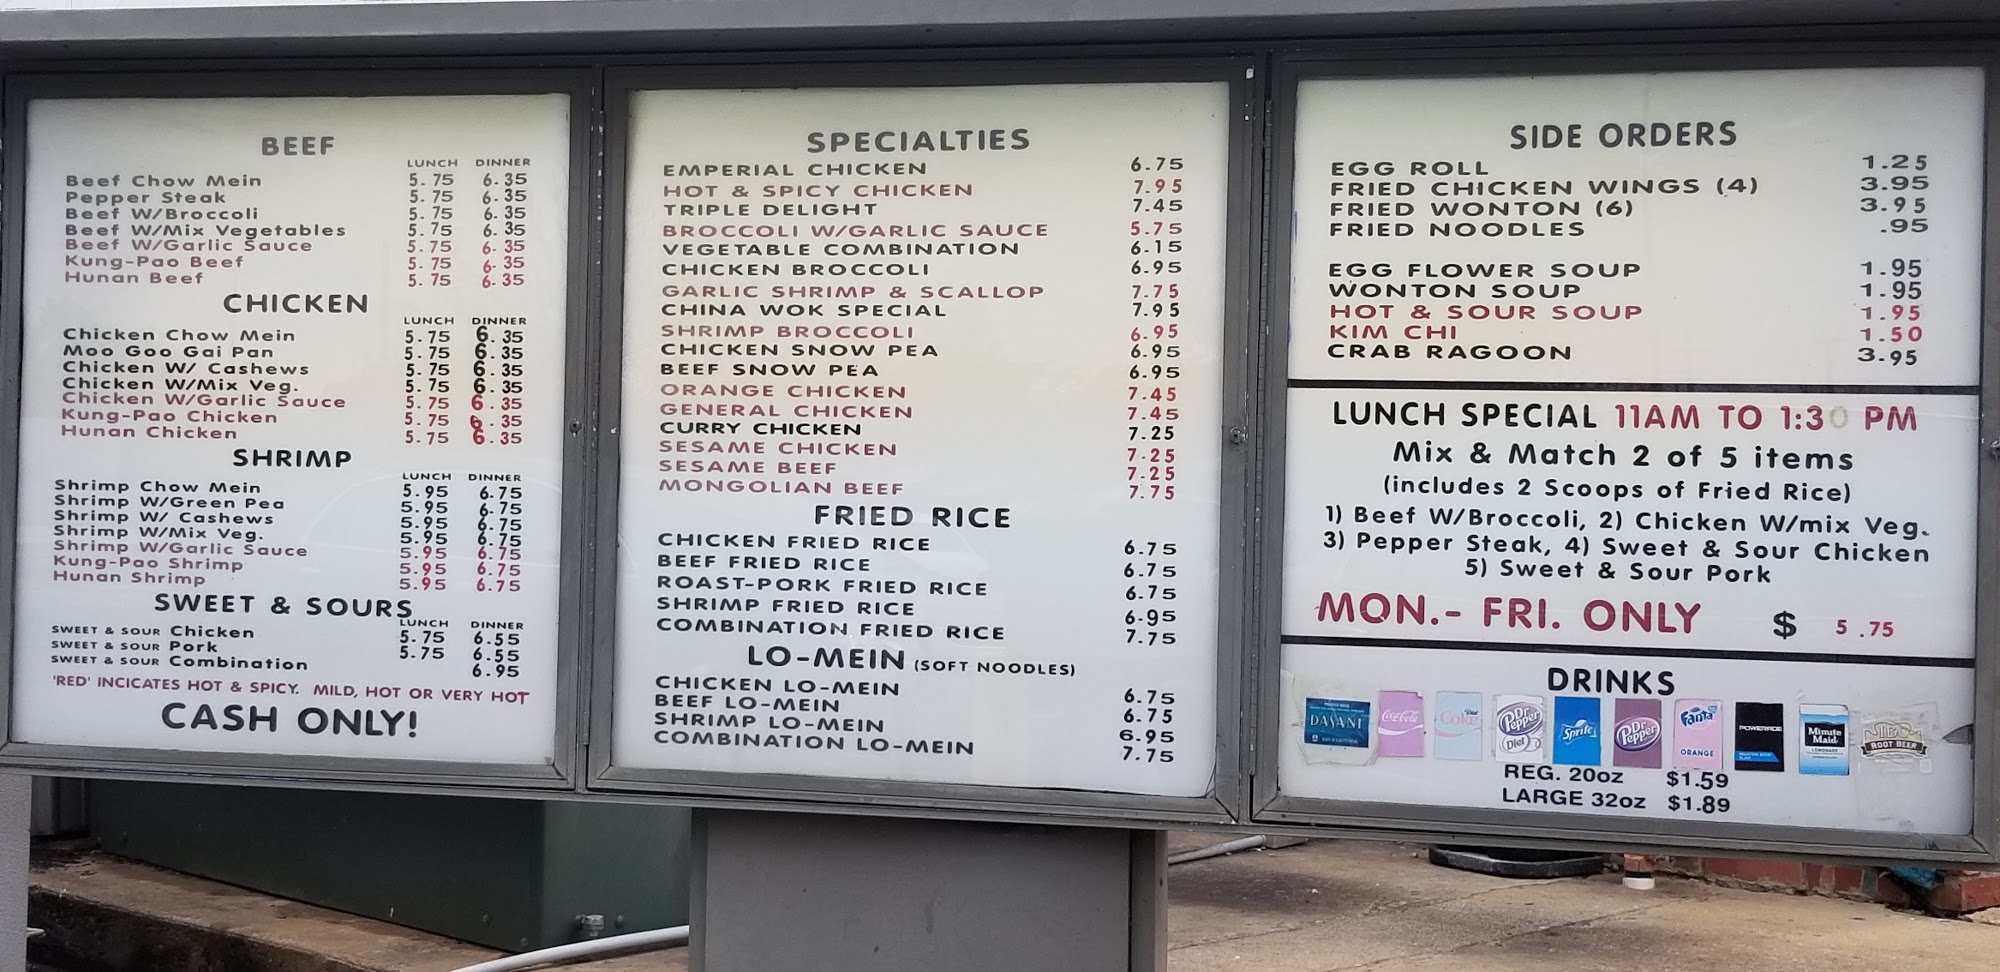 BEEF
LUNCH DINNER
Beef Chow Mein 5.75 6.35
Pepper Steak 5.75 6.35
Beef W/Broccoli 5.75 6.35
Beef W/Mix Vegetables 5.75 6.35
Beef W/Garlic Sauce 5.75 6.35
Kung-Pao Beef 5.75 6.35
Hunan Beef 5.75 6.35
CHICKEN
LUNCH DINNER
Chicken Chow Mein 5.75 6.35
Moo Goo Gai Pan 5.75 6.35
Chicken W/ Cashews 5.75 6.35
Chicken W/Mix Veg. 5.75 6.35
Chicken W/Garlic Sauce 5.75 6.35
Kung-Pao Chicken 5.75 6.35
Hunan Chicken 5.75 6.35
SHRIMP
LUNCH DINNER
Shrimp Chow Mein 5.95 6.75
Shrimp W/Green Pea 5.95 6.75
Shrimp W/ Cashews 5.95 6.75
Shrimp W/Mix Veg. 5.95 6.75
Shrimp W/Garlic Sauce 5.95 6.75
Kung-Pao Shrimp 5.95 6.75
Hunan Shrimp 5.95 6.75
SWEET & SOURS
LUNCH DINNER
SWEET & SOUR Chicken 5.75 6.55
SWEET & SOUR Pork 5.75 6.55
SWEET & SOUR Combination 6.95
'RED' INCICATES HOT & SPICY. MILD, HOT OR VERY HOT
CASH ONLY!
SPECIALTIES
EMPERIAL CHICKEN 6.75
HOT & SPICY CHICKEN 7.95
TRIPLE DELIGHT 7.45
BROCCOLI W/GARLIC SAUCE 5.75
VEGETABLE COMBINATION 6.15
CHICKEN BROCCOLI 6.95
GARLIC SHRIMP & SCALLOP 7.75
CHINA WOK SPECIAL 7.95
SHRIMP BROCCOLI 6.95
CHICKEN SNOW PEA 6.95
BEEF SNOW PEA 6.95
ORANGE CHICKEN 7.45
GENERAL CHICKEN 7.45
CURRY CHICKEN 7.25
SESAME CHICKEN 7.25
SESAME BEEF 7.25
MONGOLIAN BEEF 7.75
FRIED RICE
CHICKEN FRIED RICE 6.75
BEEF FRIED RICE 6.75
ROAST-PORK FRIED RICE 6.75
SHRIMP FRIED RICE 6.95
COMBINATION FRIED RICE 7.75
LO-MEIN (SOFT NOODLES)
CHICKEN LO-MEIN 6.75
BEEF LO-MEIN 6.75
SHRIMP LO-MEIN 6.95
COMBINATION LO-MEIN 7.75
SIDE ORDERS
EGG ROLL 1.25
FRIED CHICKEN WINGS (4) 3.95
FRIED WONTON (6) 3.95
FRIED NOODLES .95
EGG FLOWER SOUP 1.95
WONTON SOUP 1.95
HOT & SOUR SOUP 1.95
KIM CHI 1.50
CRAB RAGOON 3.95
LUNCH SPECIAL 11AM TO 1:30 PM
Mix & Match 2 of 5 items
(includes 2 Scoops of Fried Rice)
1) Beef W/Broccoli, 2) Chicken W/mix Veg.
3) Pepper Steak, 4) Sweet & Sour Chicken
5) Sweet & Sour Pork
MON.- FRI. ONLY $ 5.75
DRINKS
DASANI
Coca-Cola
Diet Coke
Dr Pepper Diet
Sprite
Dr Pepper
Fanta ORANGE
POWERADE
Minute Maid LEMONADE
ROOT BEER
REG. 20oz $1.59
LARGE 32oz $1.89